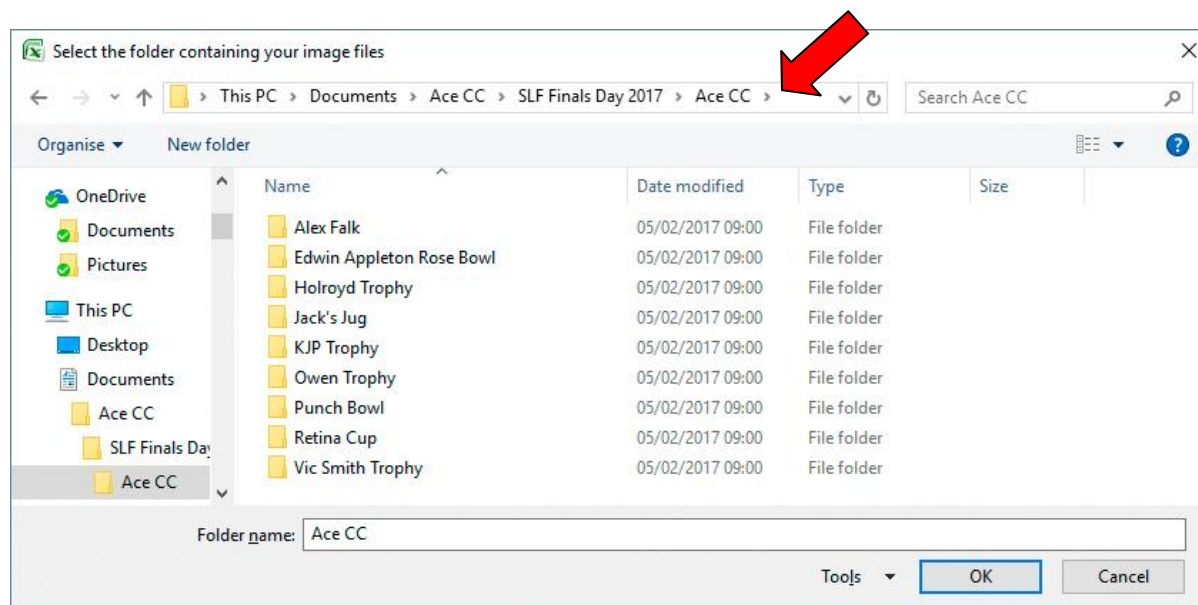 Select the folder containing your image files
This PC > Documents > Ace CC > SLF Finals Day 2017 > Ace CC > Search Ace CC
Organise New folder
Name Date modified Type Size
OneDrive
Documents
Pictures
This PC
Desktop
Documents
Ace CC
SLF Finals Day
Ace CC
Alex Falk 05/02/2017 09:00 File folder
Edwin Appleton Rose Bowl 05/02/2017 09:00 File folder
Holroyd Trophy 05/02/2017 09:00 File folder
Jack's Jug 05/02/2017 09:00 File folder
KJP Trophy 05/02/2017 09:00 File folder
Owen Trophy 05/02/2017 09:00 File folder
Punch Bowl 05/02/2017 09:00 File folder
Retina Cup 05/02/2017 09:00 File folder
Vic Smith Trophy 05/02/2017 09:00 File folder
Folder name: Ace CC
Tools OK Cancel